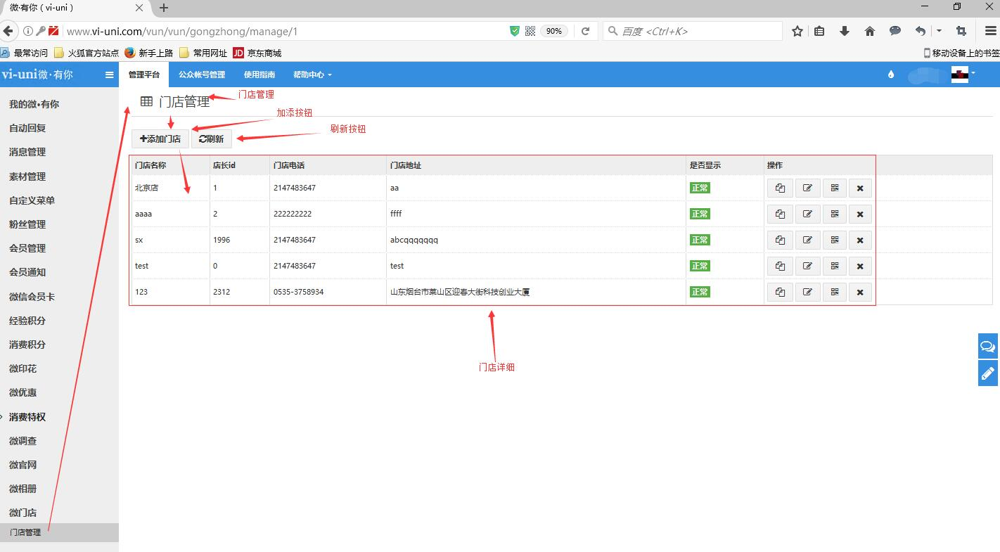 微·有你 ( vi-uni )
www.vi-uni.com/vun/vun/gongzhong/manage/1
90%
百度 <Ctrl+K>
最常访问 火狐官方站点 新手上路 常用网址 JD 京东商城
移动设备上的书签
vi-uni微·有你
管理平台 公众帐号管理 使用指南 帮助中心
我的微•有你
自动回复
消息管理
素材管理
自定义菜单
粉丝管理
会员管理
会员通知
微信会员卡
经验积分
消费积分
微印花
微优惠
消费特权
微调查
微官网
微相册
微门店
门店管理
门店管理
门店管理
加添按钮
刷新按钮
添加门店 刷新
门店名称 店长id 门店电话 门店地址 是否显示 操作
北京店 1 2147483647 aa 正常
aaaa 2 222222222 ffff 正常
sx 1996 2147483647 abcqqqqqqq 正常
test 0 2147483647 test 正常
123 2312 0535-3758934 山东烟台市莱山区迎春大街科技创业大厦 正常
门店详细